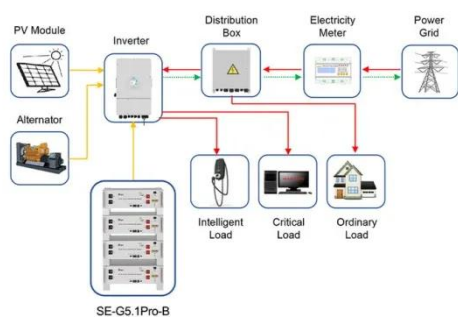 PV Module
Inverter
Distribution
Box
Electricity
Meter
Power
Grid
Alternator
Intelligent
Load
Critical
Load
Ordinary
Load
SE-G5.1Pro-B